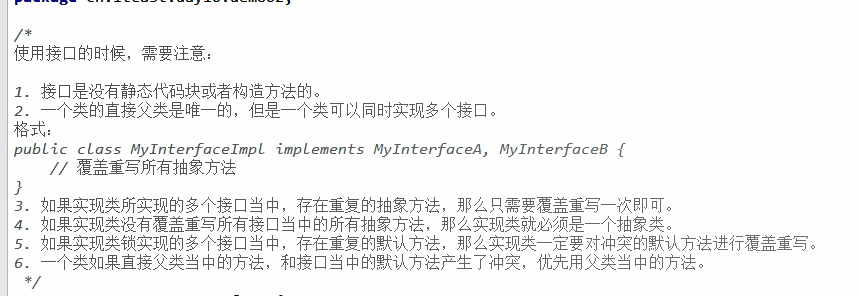 /*
使用接口的时候，需要注意：
1. 接口是没有静态代码块或者构造方法的。
2. 一个类的直接父类是唯一的，但是一个类可以同时实现多个接口。
格式：
public class MyInterfaceImpl implements MyInterfaceA, MyInterfaceB {
// 覆盖重写所有抽象方法
}
3. 如果实现类所实现的多个接口当中，存在重复的抽象方法，那么只需要覆盖重写一次即可。
4. 如果实现类没有覆盖重写所有接口当中的所有抽象方法，那么实现类就必须是一个抽象类。
5. 如果实现类锁实现的多个接口当中，存在重复的默认方法，那么实现类一定要对冲突的默认方法进行覆盖重写。
6. 一个类如果直接父类当中的方法，和接口当中的默认方法产生了冲突，优先用父类当中的方法。
*/